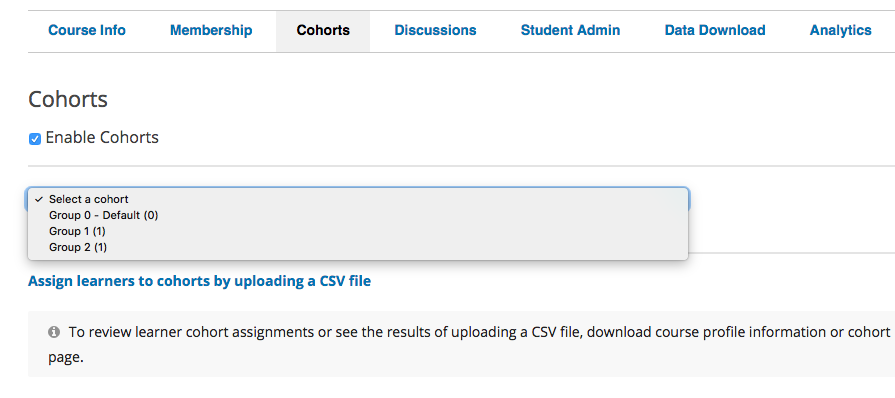 Course Info Membership Cohorts Discussions Student Admin Data Download Analytics
Cohorts
Enable Cohorts
Select a cohort
Group 0 - Default (0)
Group 1 (1)
Group 2 (1)
Assign learners to cohorts by uploading a CSV file
To review learner cohort assignments or see the results of uploading a CSV file, download course profile information or cohort
page.